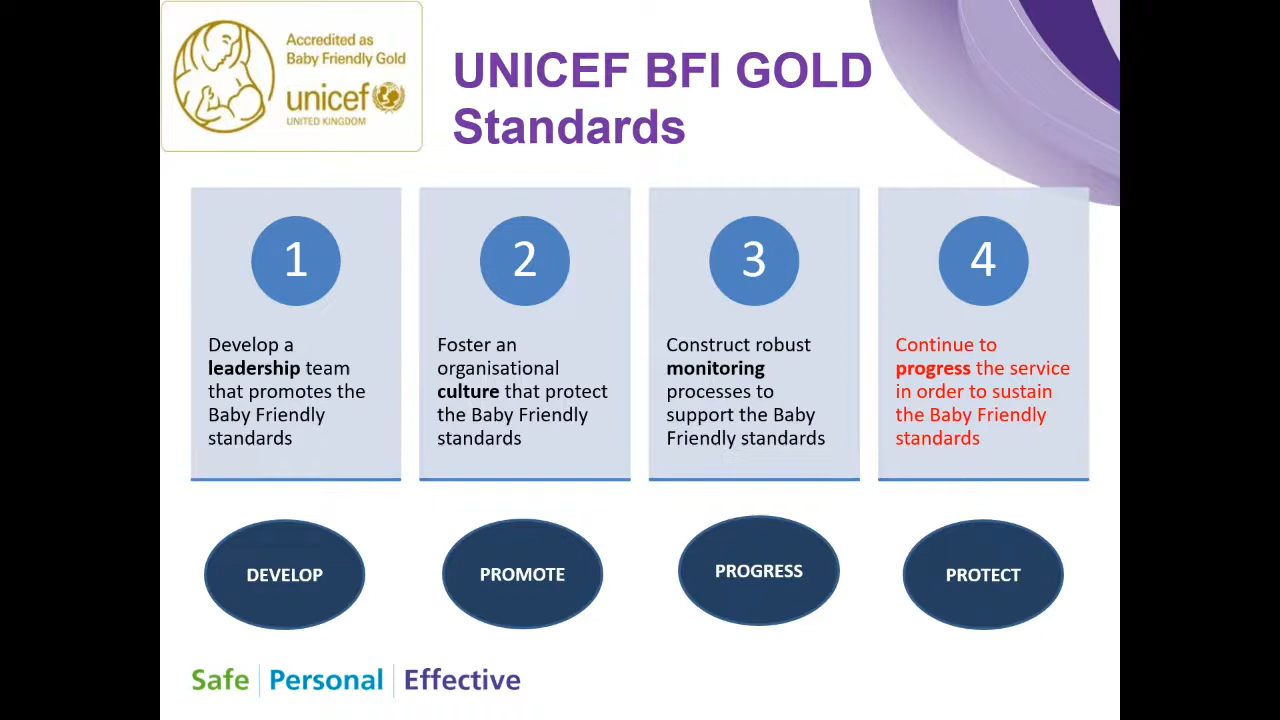 Accredited as
Baby Friendly Gold
unicef
UNITED KINGDOM
UNICEF BFI GOLD
Standards
1
Develop a
leadership team
that promotes the
Baby Friendly
standards
2
Foster an
organisational
culture that protect
the Baby Friendly
standards
3
Construct robust
monitoring
processes to
support the Baby
Friendly standards
4
Continue to
progress the service
in order to sustain
the Baby Friendly
standards
DEVELOP
PROMOTE
PROGRESS
PROTECT
Safe | Personal | Effective